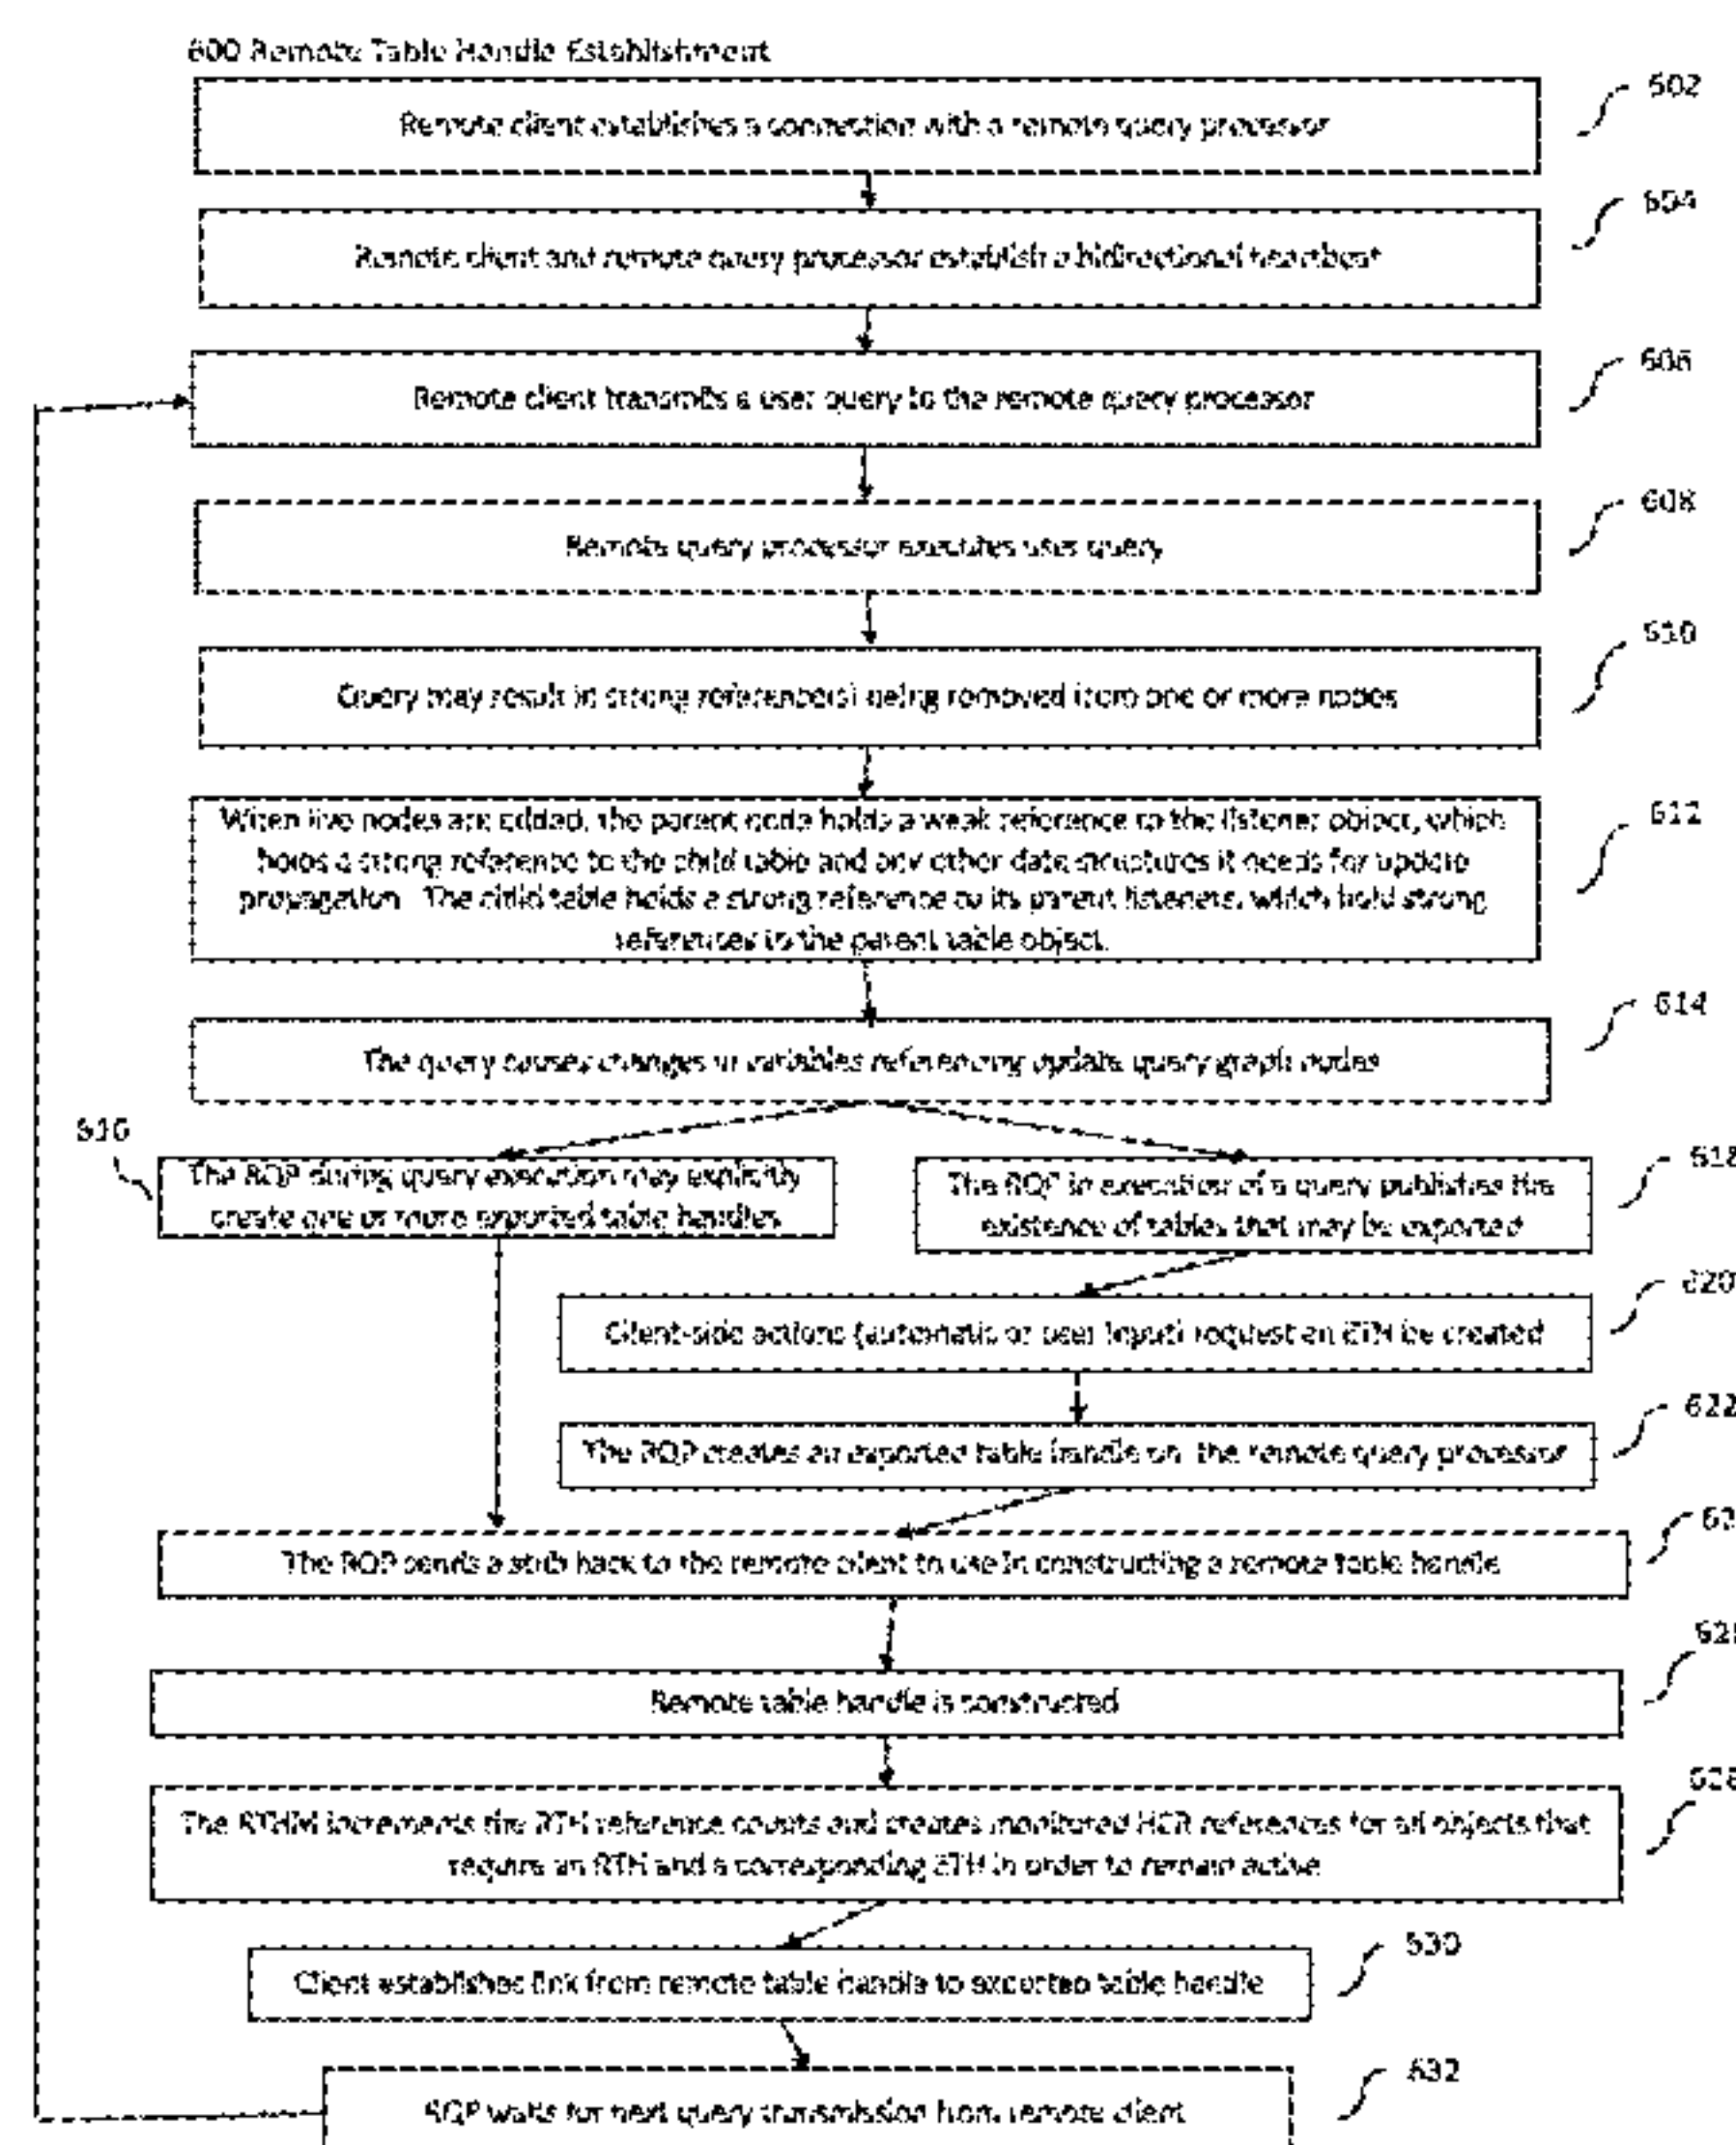 600 Remote Table Handle Establishment
602
Remote client establishes a connection with a remote query processor
604
Remote client and remote query processor establish a bidirectional heartbeat
606
Remote client transmits a user query to the remote query processor
608
Remote query processor executes user query
610
Query may result in strong reference(s) being removed from one or more nodes
612
When live nodes are added, the parent node holds a weak reference to the listener object, which
holds a strong reference to the child table and any other data structures it needs for update
propagation. The child table holds a strong reference to its parent listeners, which hold strong
references to the parent table object.
614
The query causes changes in variables referencing update query graph nodes
616
The RQP during query execution may explicitly
create one or more exported table handles
618
The RQP in execution of a query publishes the
existence of tables that may be exported
620
Client-side actions (automatic or user input) request an ETH be created
622
The RQP creates an exported table handle on the remote query processor
62
The RQP sends a stub back to the remote client to use in constructing a remote table handle
62
Remote table handle is constructed
628
The RTHM increments the RTH reference counts and creates monitored HCR references for all objects that
require an RTH and a corresponding ETH in order to remain active
630
Client establishes link from remote table handle to exported table handle
632
RQP waits for next query transmission from remote client